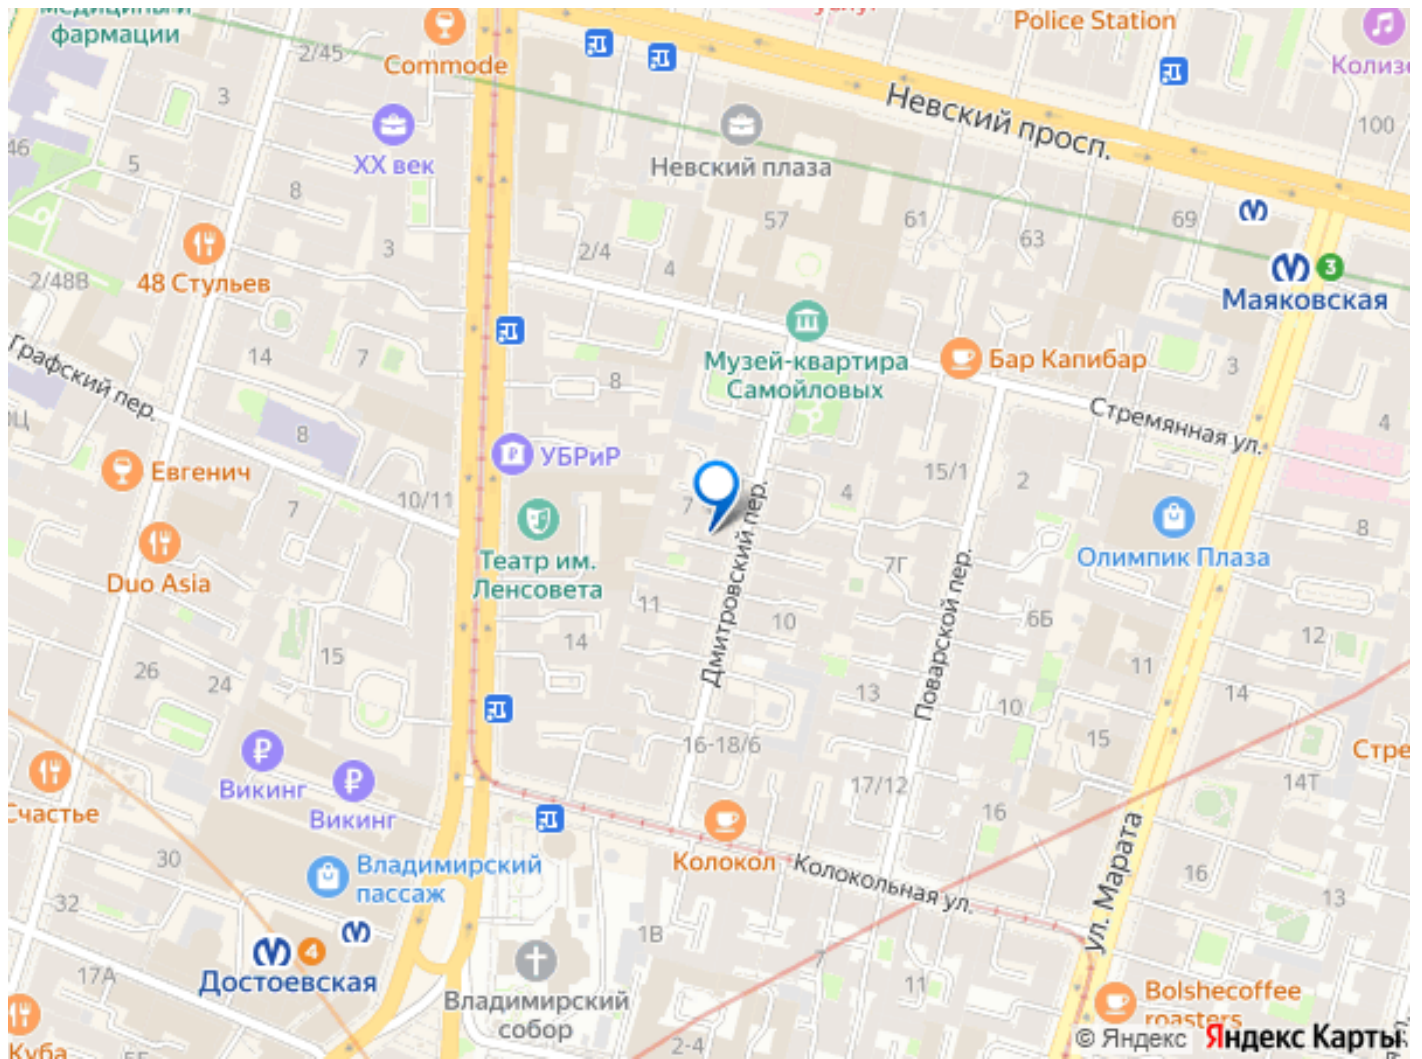 медицины и
фармации
2/45
Commode
услуг
Police Station
Колизе
3
XX век
Невский плаза
Невский просп.
100
46
5
8
57
61
63
69
3
2/4
4
48 Стульев
2/48В
Маяковская
3
Графский пер.
14
7
8
Музей-квартира
Самойловых
Бар Капибар
3
Стремянная ул.
4
8
Евгенич
УБРиР
10/11
7
7
4
15/1
2
Олимпик Плаза
8
Duo Asia
Театр им.
Ленсовета
Дмитровский пер.
7Г
Поварской пер.
11
10
6Б
12
14
15
26
24
13
11
14
10
15
16-18/6
Викинг
Викинг
Счастье
17/12
16
14Т
Стре
Колокол
Колокольная ул.
ул. Марата
30
Владимирский
пассаж
32
16
13
1В
7
4
Достоевская
17А
Владимирский
собор
11
Bolshecoffee
roasters
Куба
2-4
© Яндекс Яндекс Карты